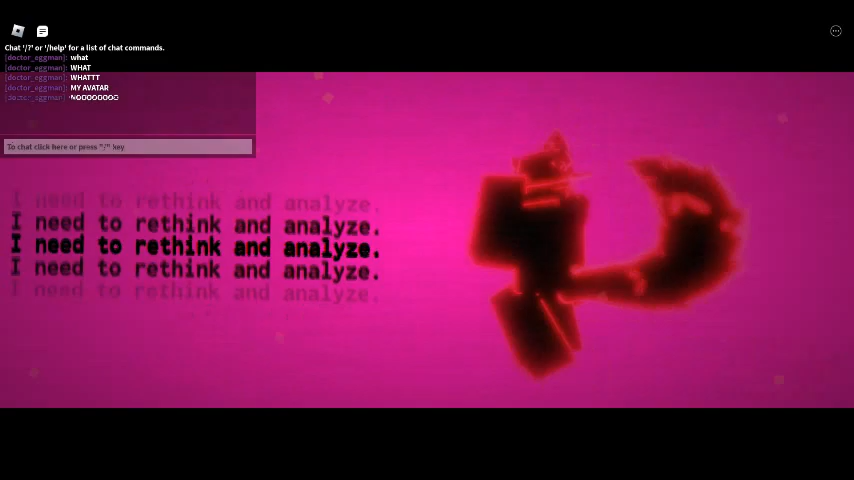 Chat '/?' or '/help' for a list of chat commands.
[doctor_eggman]: what
[doctor_eggman]: WHAT
[doctor_eggman]: WHATTT
[doctor_eggman]: MY AVATAR
[doctor_eggman]: NOOOOOOO
To chat click here or press "/" key
I need to rethink and analyze.
I need to rethink and analyze.
I need to rethink and analyze.
I need to rethink and analyze.
I need to rethink and analyze.